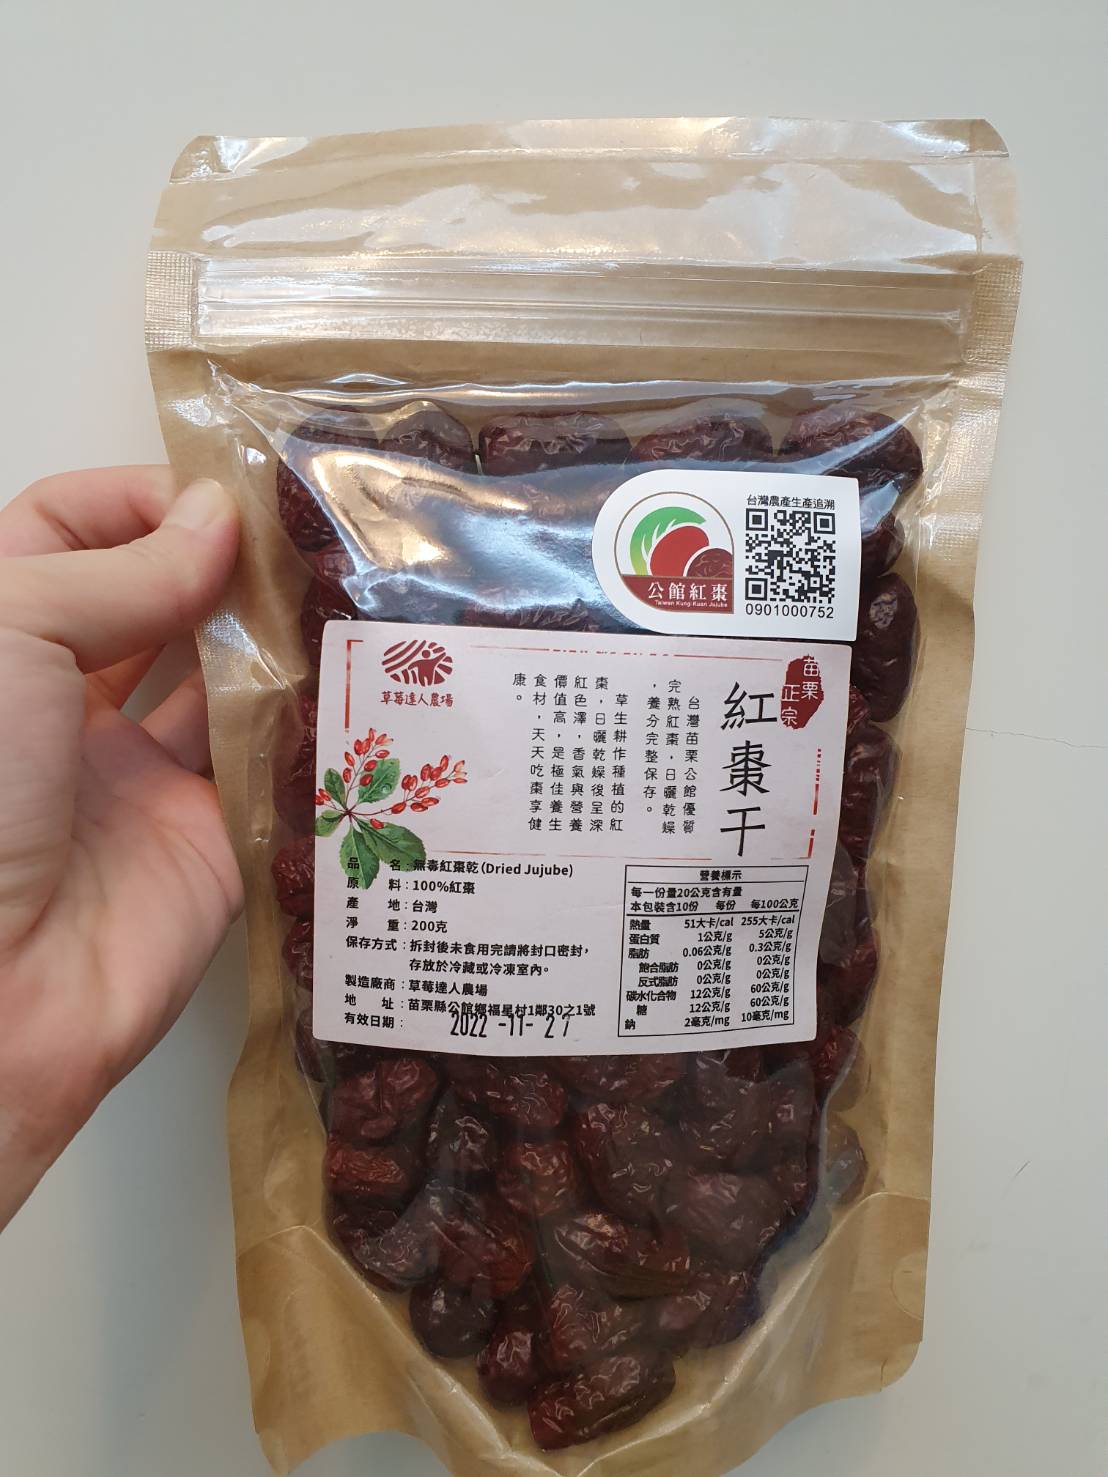 台灣農產生產追溯
公館紅棗
Taiwan Kung-Kuan Jujube
0901000752
草莓達人農場
苗栗
正宗
紅棗干
台灣苗栗公館優質
完熟紅棗，日曬乾燥
，養分完整保存。
草生耕作種植的紅
棗，日曬乾燥後呈深
紅色澤，香氣與營養
價值高，是極佳養生
食材，天天吃棗享健
康。
品名：無毒紅棗乾(Dried Jujube)
原料：100%紅棗
產地：台灣
淨重：200克
保存方式：拆封後未食用完請將封口密封，
存放於冷藏或冷凍室內。
製造廠商：草莓達人農場
地址：苗栗縣公館鄉福星村1鄰30之1號
有效日期：2022-11-27
營養標示
每一份量20公克含有量
本包裝含10份 每份 每100公克
熱量 51大卡/cal 255大卡/cal
蛋白質 1公克/g 5公克/g
脂肪 0.06公克/g 0.3公克/g
飽合脂肪 0公克/g 0公克/g
反式脂肪 0公克/g 0公克/g
碳水化合物 12公克/g 60公克/g
糖 12公克/g 60公克/g
鈉 2毫克/mg 10毫克/mg